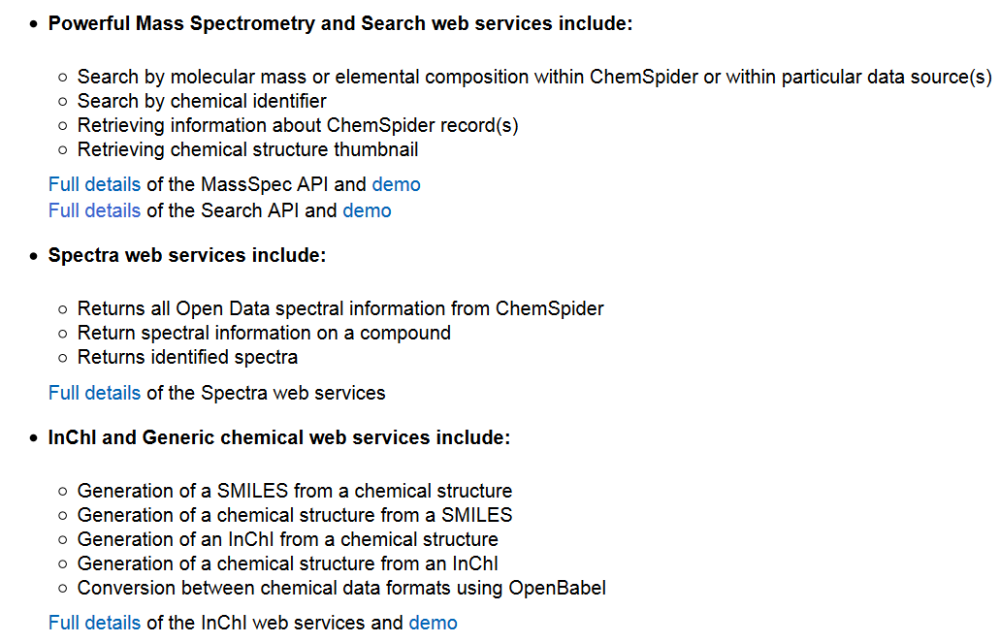 • Powerful Mass Spectrometry and Search web services include:
○ Search by molecular mass or elemental composition within ChemSpider or within particular data source(s)
○ Search by chemical identifier
○ Retrieving information about ChemSpider record(s)
○ Retrieving chemical structure thumbnail
Full details of the MassSpec API and demo
Full details of the Search API and demo
• Spectra web services include:
○ Returns all Open Data spectral information from ChemSpider
○ Return spectral information on a compound
○ Returns identified spectra
Full details of the Spectra web services
• InChI and Generic chemical web services include:
○ Generation of a SMILES from a chemical structure
○ Generation of a chemical structure from a SMILES
○ Generation of an InChI from a chemical structure
○ Generation of a chemical structure from an InChI
○ Conversion between chemical data formats using OpenBabel
Full details of the InChI web services and demo